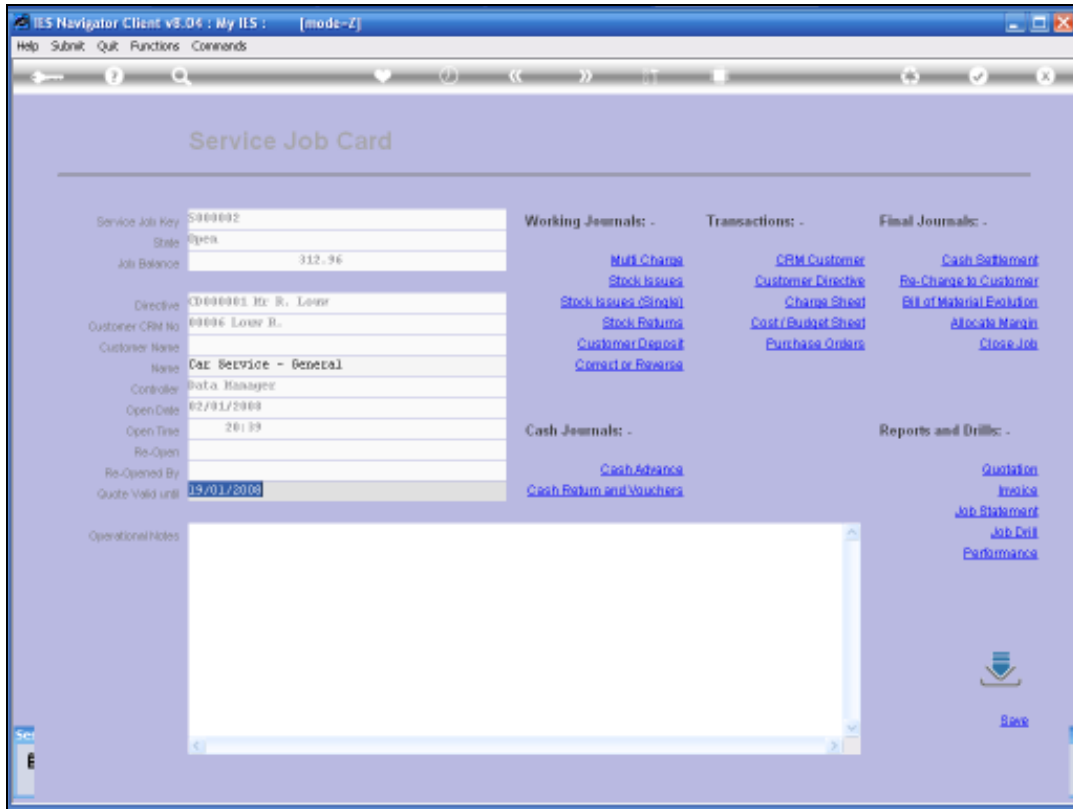 IES Navigator Client v8.04 : My IES : [mode=Z]
Help Submit Quit Functions Commands
Service Job Card
Service Job Key S000002
State Open
Job Balance 312.96
Directive CD000001 Mr R. Louw
Customer CRM No 00006 Louw R.
Customer Name
Name Car Service - General
Controller Data Manager
Open Date 02/01/2008
Open Time 20:39
Re-Open
Re-Opened By
Quote Valid until 19/01/2008
Operational Notes
Working Journals: -
Multi Charge
Stock Issues
Stock Issues (Single)
Stock Returns
Customer Deposit
Correct or Reverse
Transactions: -
CRM Customer
Customer Directive
Charge Sheet
Cost / Budget Sheet
Purchase Orders
Final Journals: -
Cash Settlement
Re-Charge to Customer
Bill of Material Evolution
Allocate Margin
Close Job
Cash Journals: -
Cash Advance
Cash Return and Vouchers
Reports and Drills: -
Quotation
Invoice
Job Statement
Job Drill
Performance
Save